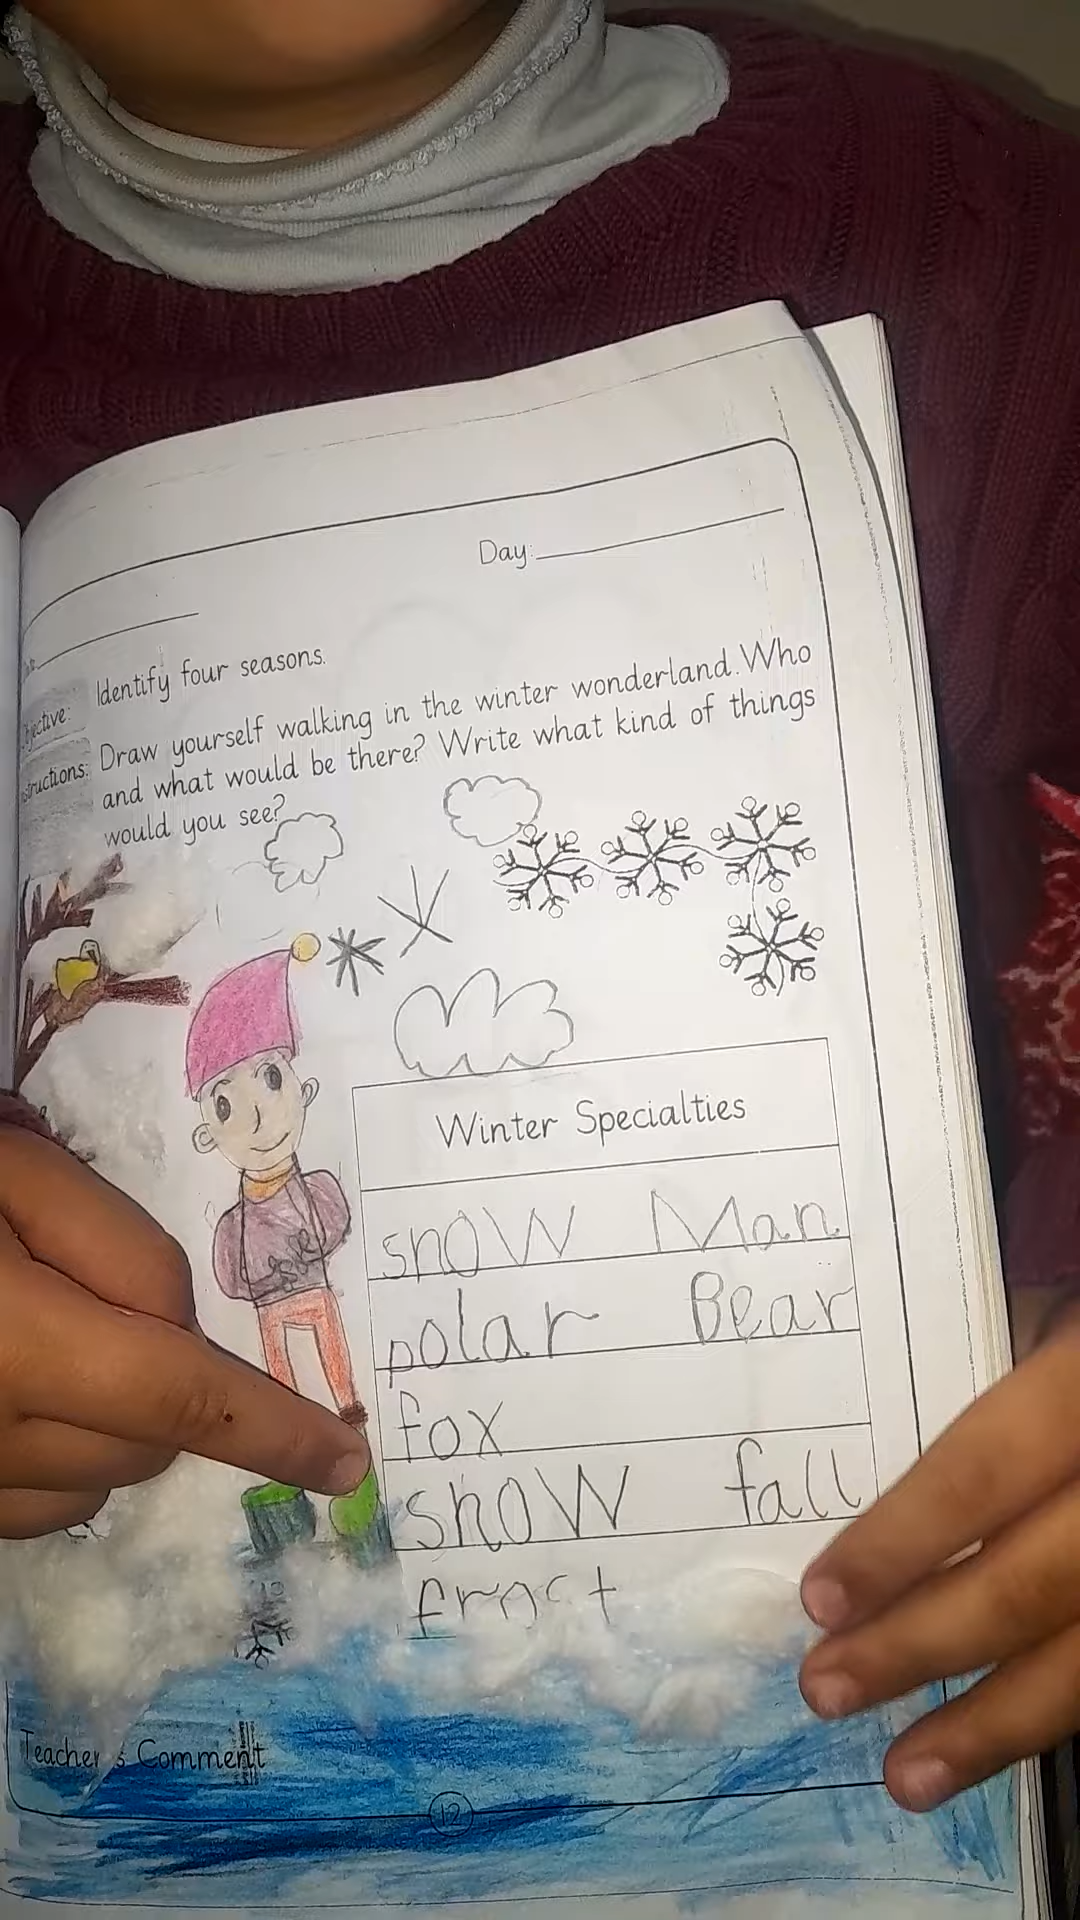 Day:
Identify four seasons.
Draw yourself walking in the winter wonderland. Who
and what would be there? Write what kind of things
would you see?
Winter Specialties
snow Man
polar Bear
fox
snow fall
frost
Teacher's Comment
12